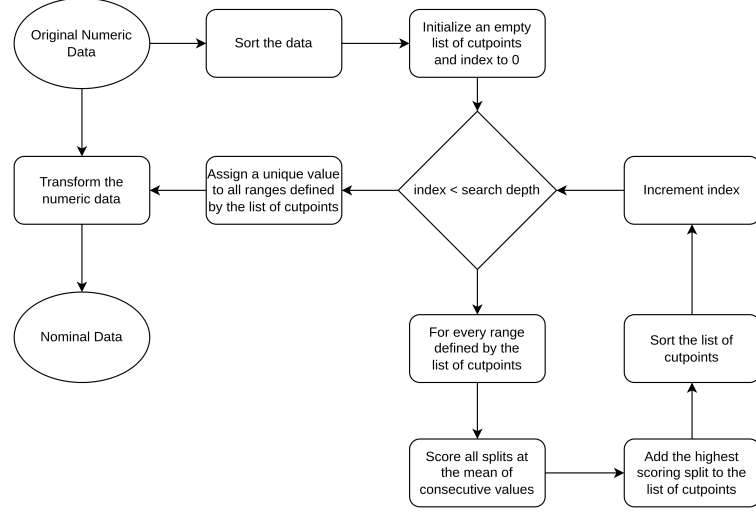 Original Numeric
Data
Sort the data
Initialize an empty
list of cutpoints
and index to 0
Transform the
numeric data
Assign a unique value
to all ranges defined
by the list of cutpoints
index < search depth
Increment index
Nominal Data
For every range
defined by the
list of cutpoints
Sort the list of
cutpoints
Score all splits at
the mean of
consecutive values
Add the highest
scoring split to the
list of cutpoints